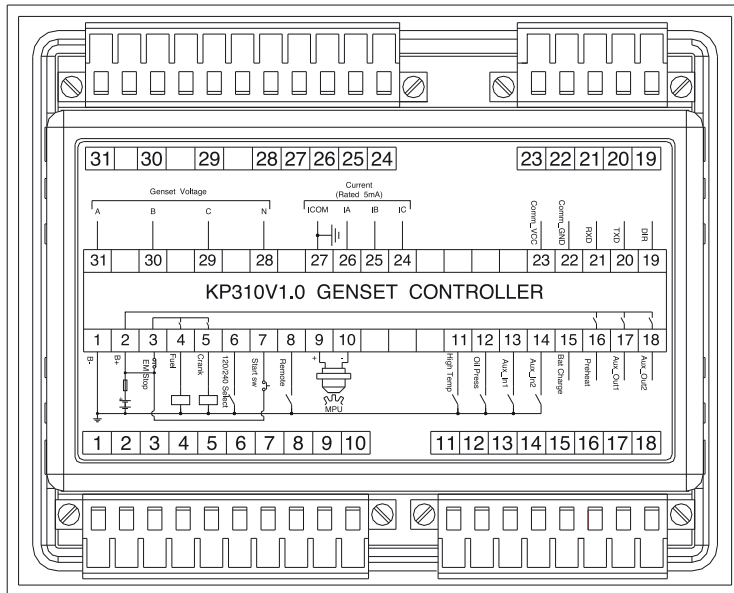 31 30 29 28 27 26 25 24 23 22 21 20 19
Genset Voltage
Current
(Rated 5mA)
A B C N ICOM IA IB IC Comm_VCC Comm_GND RXD TXD DIR
31 30 29 28 27 26 25 24 23 22 21 20 19
KP310V1.0 GENSET CONTROLLER
1 2 3 4 5 6 7 8 9 10 11 12 13 14 15 16 17 18
B- B+ EM Stop Fuel Crank 120/240 Select Start sw Remote + - High Temp Oil Press Aux_In1 Aux_In2 Bat Charge Preheat Aux_Out1 Aux_Out2
MPU
1 2 3 4 5 6 7 8 9 10 11 12 13 14 15 16 17 18